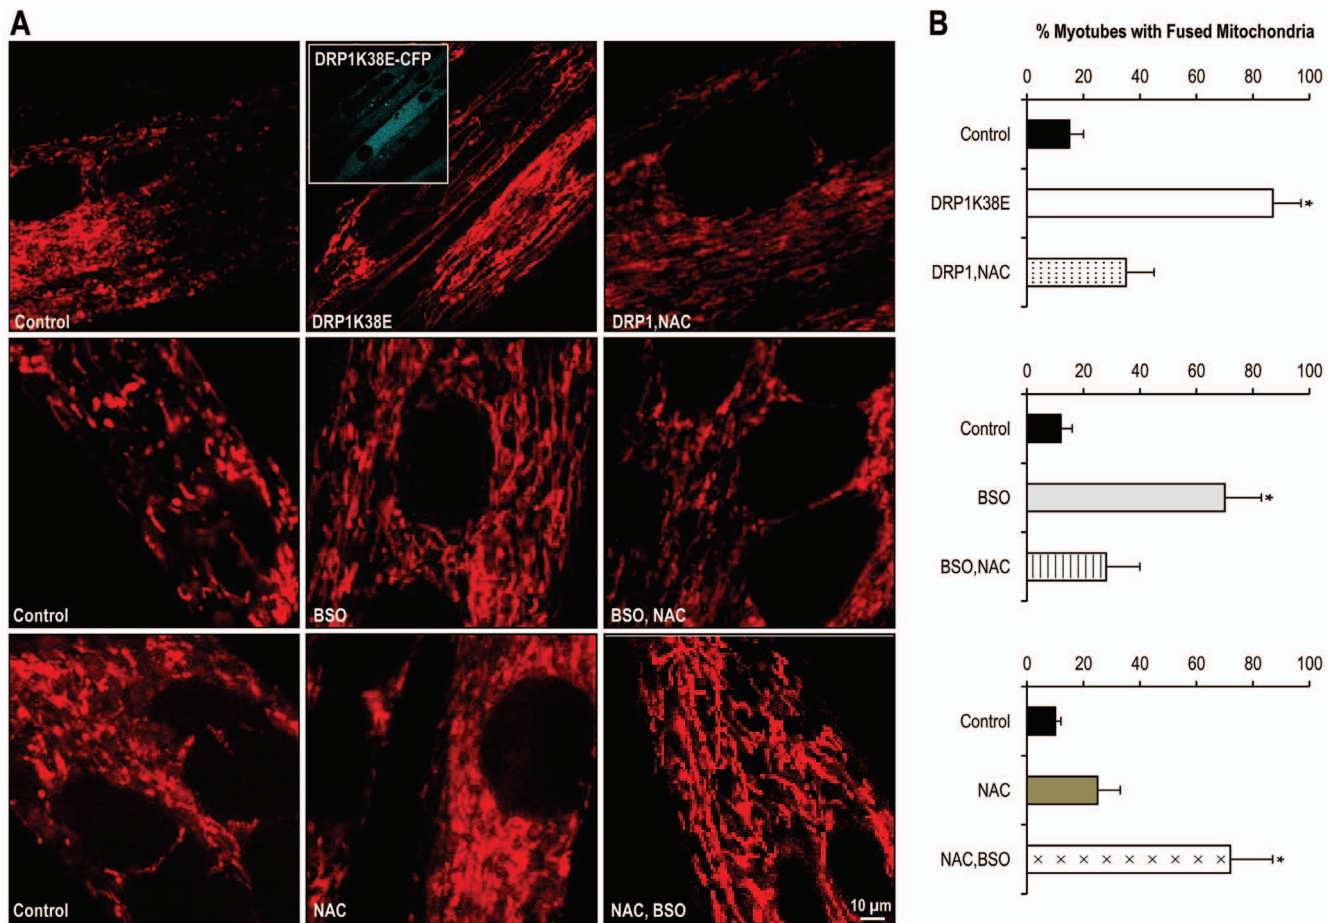 A
DRP1K38E-CFP
Control
DRP1K38E
DRP1,NAC
Control
BSO
BSO, NAC
Control
NAC
NAC, BSO
10 µm
B
% Myotubes with Fused Mitochondria
0 20 40 60 80 100
Control
DRP1K38E
*
DRP1,NAC
0 20 40 60 80 100
Control
BSO
*
BSO,NAC
0 20 40 60 80 100
Control
NAC
NAC,BSO
*